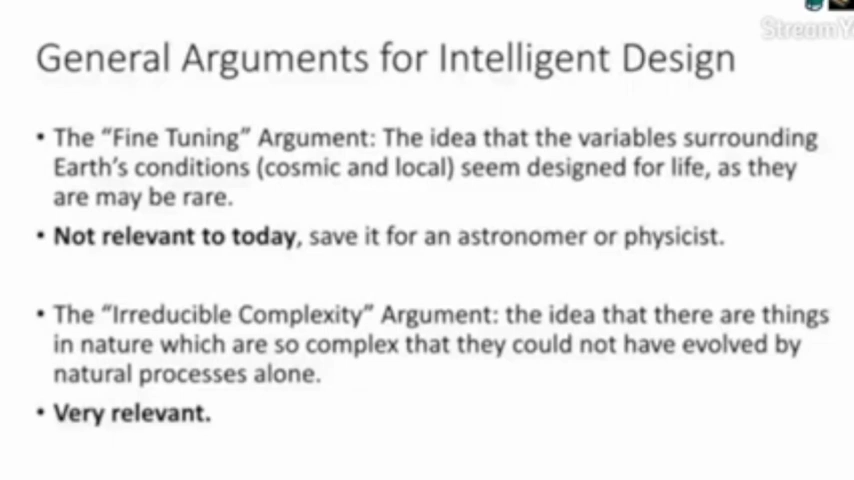 StreamY
General Arguments for Intelligent Design
• The “Fine Tuning” Argument: The idea that the variables surrounding
Earth’s conditions (cosmic and local) seem designed for life, as they
are may be rare.
• Not relevant to today, save it for an astronomer or physicist.
• The “Irreducible Complexity” Argument: the idea that there are things
in nature which are so complex that they could not have evolved by
natural processes alone.
• Very relevant.